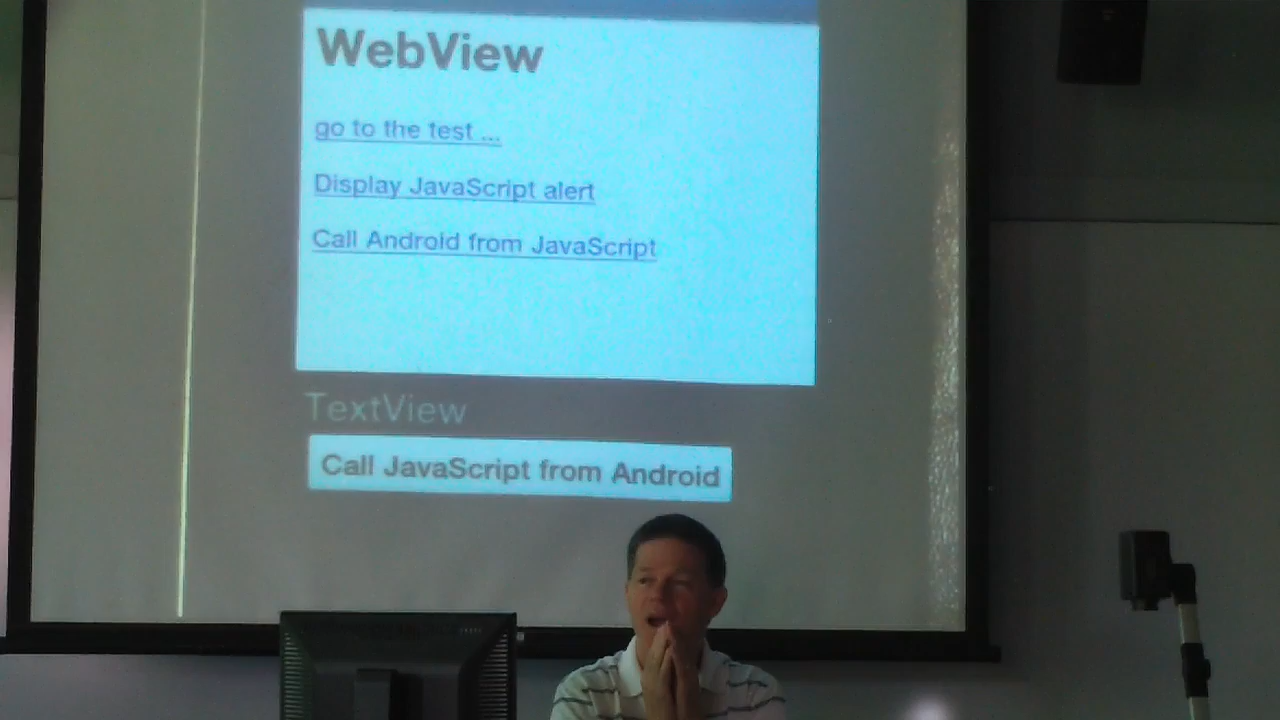 WebView
go to the test ...
Display JavaScript alert
Call Android from JavaScript
TextView
Call JavaScript from Android